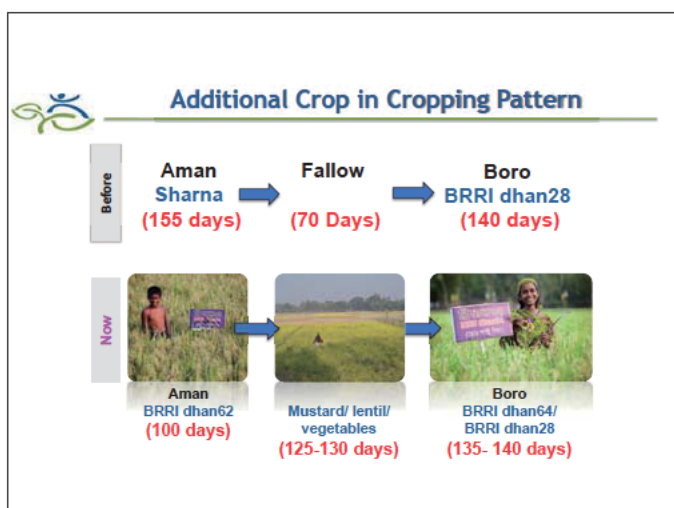 Additional Crop in Cropping Pattern
Before
Aman
Sharna
(155 days)
Fallow
(70 Days)
Boro
BRRI dhan28
(140 days)
Now
Aman
BRRI dhan62
(100 days)
Mustard/ lentil/
vegetables
(125-130 days)
Boro
BRRI dhan64/
BRRI dhan28
(135- 140 days)